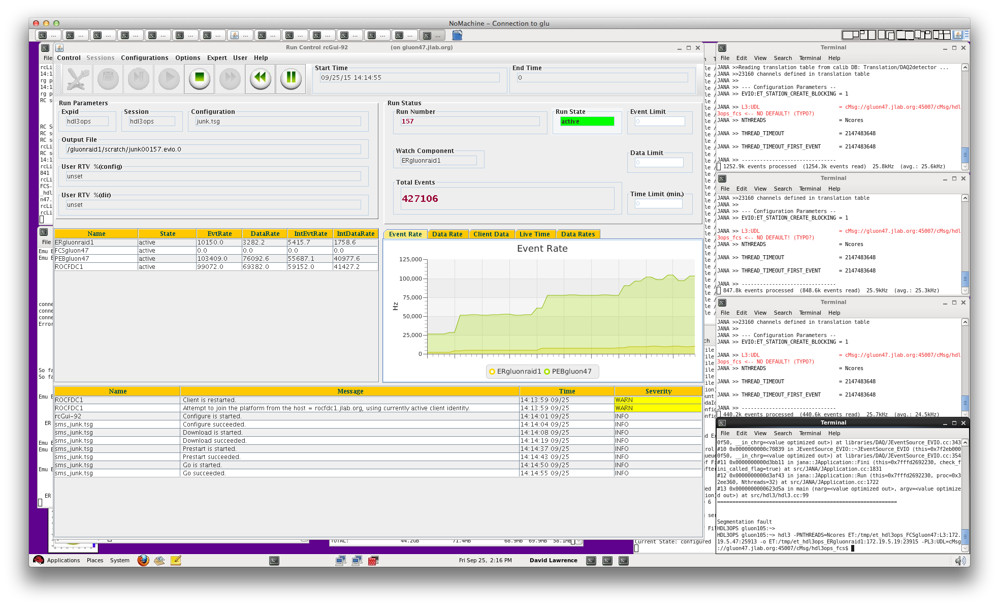 NoMachine - Connection to glu
... ... ... ... ... ... ... ... ... ... ... ... ... ... ...
Run Control rcGui-92 (on gluon47.jlab.org)
Control Sessions Configurations Options Expert User Help
Start Time
09/25/15 14:14:55
End Time
0
Run Parameters
Expid
hdl3ops
Session
hdl3ops
Configuration
junk.tsg
Output File
/gluonraid1/scratch/junk00157.evio.0
User RTV %(config)
unset
User RTV %(dir)
unset
Run Status
Run Number
157
Run State
active
Event Limit
0
Watch Component
ERgluonraid1
Data Limit
0
Total Events
427106
Time Limit (min.)
0
Name State EvtRate DataRate IntEvtRate IntDataRate
ERgluonraid1 active 10150.0 3282.2 5415.7 1758.6
FCSgluon47 active 0.0 0.0 0.0 0.0
PEBgluon47 active 103409.0 76092.6 55687.1 40977.6
ROCFDC1 active 99072.0 69382.0 59152.0 41427.2
Event Rate Data Rate Client Data Live Time Data Rates
Event Rate
125,000
100,000
75,000
50,000
25,000
0
Hz
ERgluonraid1 PEBgluon47
Name Message Time Severity
ROCFDC1 Client is restarted. 14:13:59 09/25 WARN
ROCFDC1 Attempt to join the platform from the host = rocfdc1.jlab.org, using currently active client identity. 14:13:59 09/25 WARN
rcGui-92 Configure is started. 14:14:01 09/25 INFO
sms_junk.tsg Configure succeeded. 14:14:04 09/25 INFO
sms_junk.tsg Download is started. 14:14:08 09/25 INFO
sms_junk.tsg Download succeeded. 14:14:19 09/25 INFO
sms_junk.tsg Prestart is started. 14:14:37 09/25 INFO
sms_junk.tsg Prestart succeeded. 14:14:43 09/25 INFO
sms_junk.tsg Go is started. 14:14:50 09/25 INFO
sms_junk.tsg Go succeeded. 14:14:55 09/25 INFO
TOTAL: 44.2GB 71.4MB 68.9MB 69.9MB 58.1MB
Current State: configured
Terminal
File Edit View Search Terminal Help
JANA >>Reading translation table from calib DB: Translation/DAQ2detector ...
JANA >>23160 channels defined in translation table
JANA >>
JANA >> --- Configuration Parameters --
JANA >> EVIO:ET_STATION_CREATE_BLOCKING = 1
JANA >> L3:UDL = cMsg://gluon47.jlab.org:45007/cMsg/hdl
3ops_fcs <-- NO DEFAULT! (TYPO?)
JANA >> NTHREADS = Ncores
JANA >> THREAD_TIMEOUT = 2147483648
JANA >> THREAD_TIMEOUT_FIRST_EVENT = 2147483648
JANA >> -------------------------------
1252.9k events processed (1254.3k events read) 25.8kHz (avg.: 25.6kHz)
Terminal
File Edit View Search Terminal Help
JANA >>23160 channels defined in translation table
JANA >>
JANA >> --- Configuration Parameters --
JANA >> EVIO:ET_STATION_CREATE_BLOCKING = 1
JANA >> L3:UDL = cMsg://gluon47.jlab.org:45007/cMsg/hdl
3ops_fcs <-- NO DEFAULT! (TYPO?)
JANA >> NTHREADS = Ncores
JANA >> THREAD_TIMEOUT = 2147483648
JANA >> THREAD_TIMEOUT_FIRST_EVENT = 2147483648
JANA >> -------------------------------
847.8k events processed (848.6k events read) 25.9kHz (avg.: 25.3kHz)
Terminal
File Edit View Search Terminal Help
JANA >>23160 channels defined in translation table
JANA >>
JANA >> --- Configuration Parameters --
JANA >> EVIO:ET_STATION_CREATE_BLOCKING = 1
JANA >> L3:UDL = cMsg://gluon47.jlab.org:45007/cMsg/hdl
3ops_fcs <-- NO DEFAULT! (TYPO?)
JANA >> NTHREADS = Ncores
JANA >> THREAD_TIMEOUT = 2147483648
JANA >> THREAD_TIMEOUT_FIRST_EVENT = 2147483648
JANA >> -------------------------------
440.2k events processed (440.6k events read) 25.7kHz (avg.: 24.5kHz)
Terminal
File Edit View Search Terminal Help
0f50, __in_chrg=<value optimized out>) at libraries/DAQ/JEventSource_EVIO.cc:343
#10 0x0000000000c70839 in JEventSource_EVIO::~JEventSource_EVIO (this=0x7f2eb000
0f50, __in_chrg=<value optimized out>) at libraries/DAQ/JEventSource_EVIO.cc:354
#11 0x0000000000d3bb11 in jana::JApplication::Fini (this=0x7fffd2692230, check_f
ini_called_flag=true) at src/JANA/JApplication.cc:1831
#12 0x0000000000d3af43 in jana::JApplication::Run (this=0x7fffd2692230, proc=0x3
2ee360, Nthreads=32) at src/JANA/JApplication.cc:1722
#13 0x0000000000623d5a in main (narg=<value optimized out>, argv=<value optimize
d out>) at src/hdl3/hdl3.cc:99
===========================================================
Segmentation fault
HDL3OPS gluon105:~>
HDL3OPS gluon105:~> hdl3 -PNTHREADS=Ncores ET:/tmp/et_hdl3ops_FCSgluon47:L3:172.
19.5.47:25913 -o ET:/tmp/et_hdl3ops_ERgluonraid1:172.19.5.19:23915 -PL3:UDL=cMsg
://gluon47.jlab.org:45007/cMsg/hdl3ops_fcs$
Applications Places System
Fri Sep 25, 2:16 PM
David Lawrence